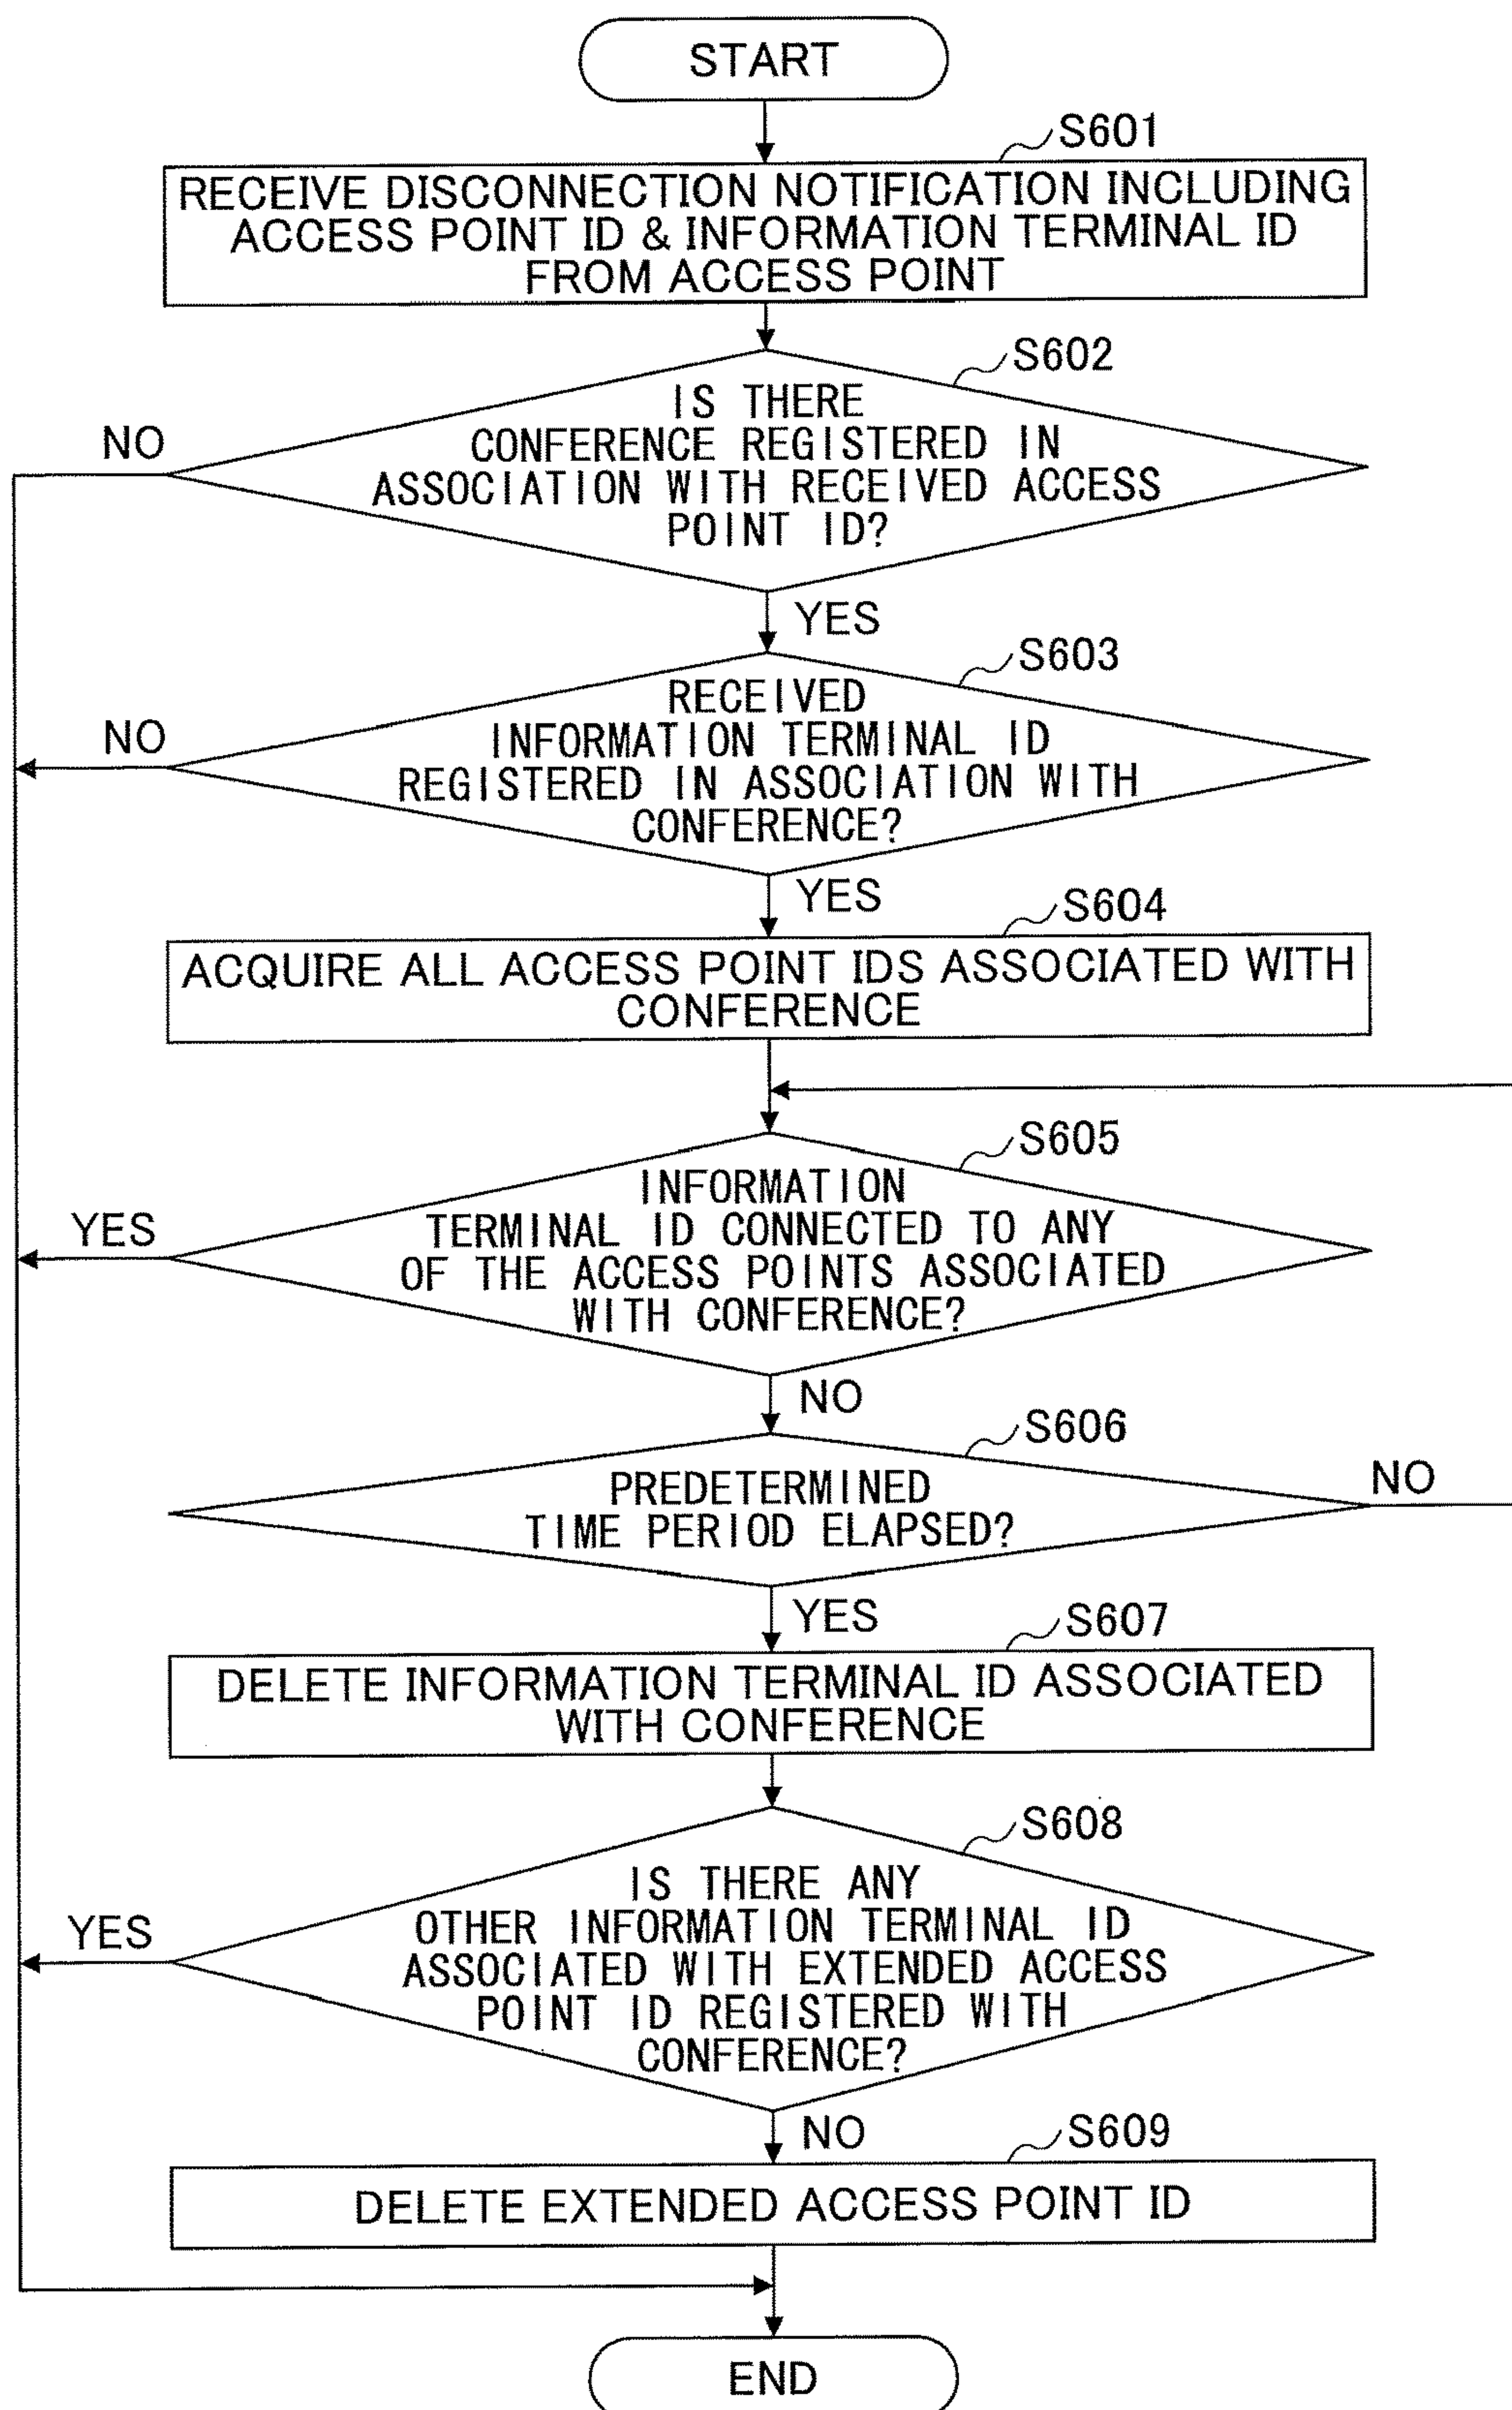 START
S601
RECEIVE DISCONNECTION NOTIFICATION INCLUDING
ACCESS POINT ID & INFORMATION TERMINAL ID
FROM ACCESS POINT
S602
IS THERE
CONFERENCE REGISTERED IN
ASSOCIATION WITH RECEIVED ACCESS
POINT ID?
NO
YES
S603
RECEIVED
INFORMATION TERMINAL ID
REGISTERED IN ASSOCIATION WITH
CONFERENCE?
NO
YES
S604
ACQUIRE ALL ACCESS POINT IDS ASSOCIATED WITH
CONFERENCE
S605
INFORMATION
TERMINAL ID CONNECTED TO ANY
OF THE ACCESS POINTS ASSOCIATED
WITH CONFERENCE?
YES
NO
S606
PREDETERMINED
TIME PERIOD ELAPSED?
NO
YES
S607
DELETE INFORMATION TERMINAL ID ASSOCIATED
WITH CONFERENCE
S608
IS THERE ANY
OTHER INFORMATION TERMINAL ID
ASSOCIATED WITH EXTENDED ACCESS
POINT ID REGISTERED WITH
CONFERENCE?
YES
NO
S609
DELETE EXTENDED ACCESS POINT ID
END